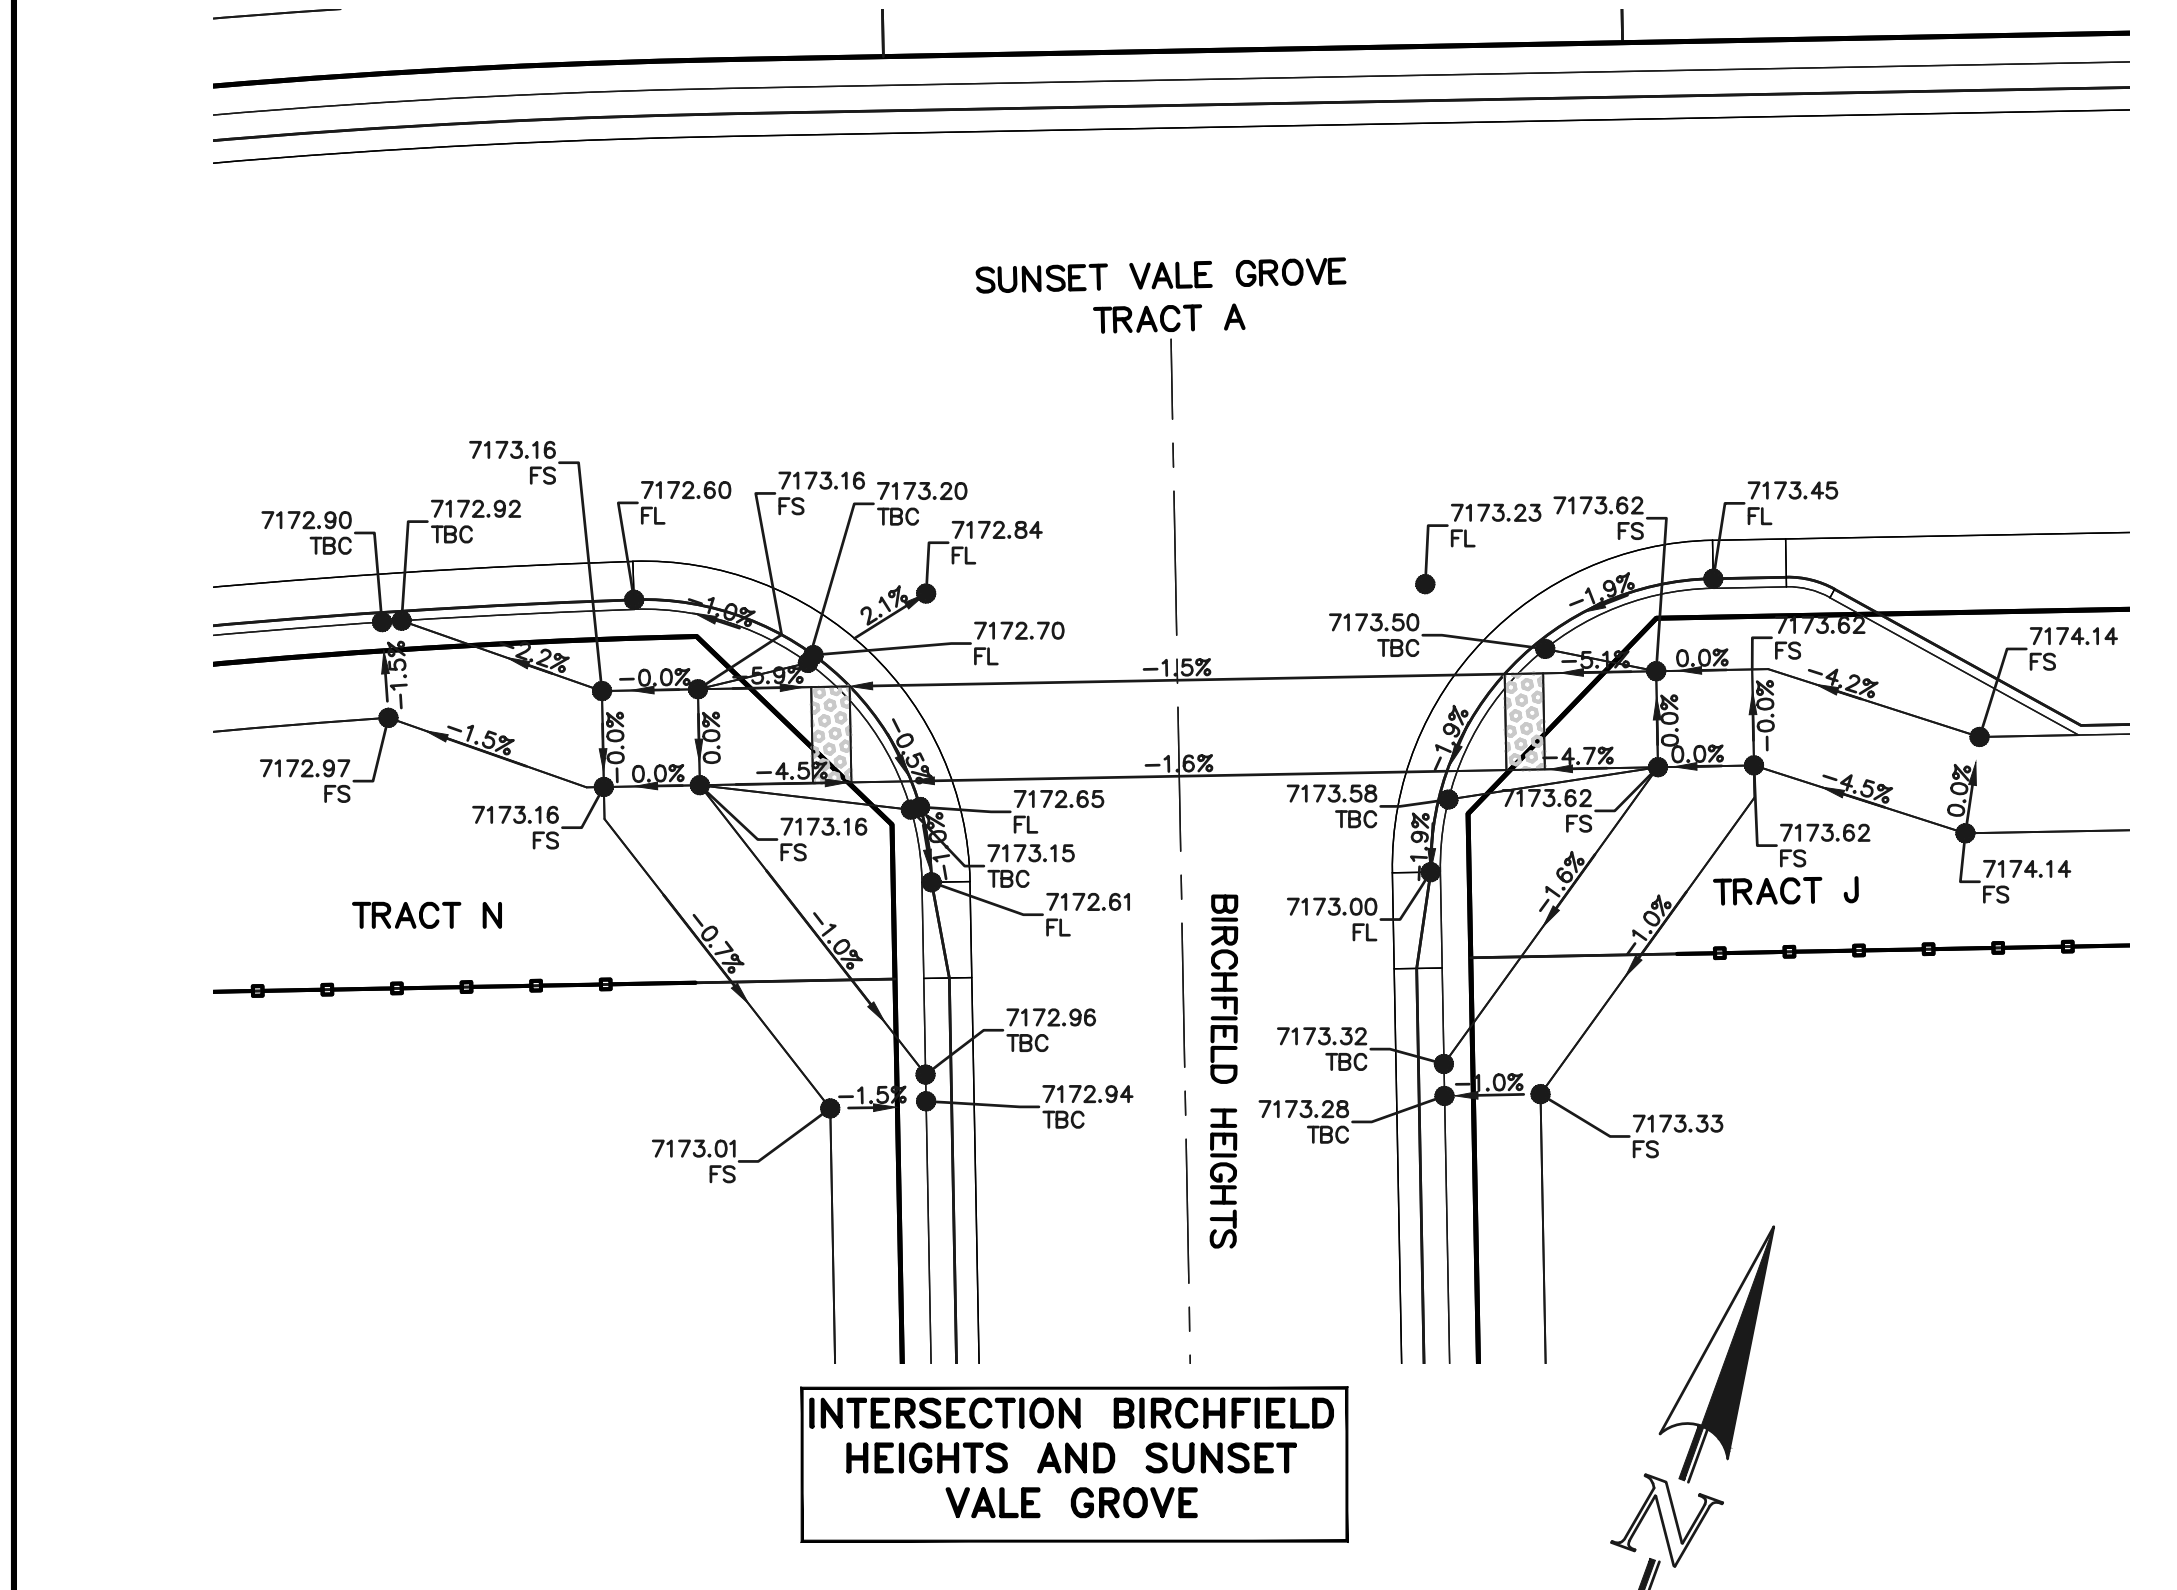 SUNSET VALE GROVE
TRACT A
7173.16
FS
7172.60
FL
7173.16
FS
7173.20
TBC
7172.90
TBC
7172.92
TBC
7172.84
FL
7173.23
FL
7173.62
FS
7173.45
FL
2.1%
-1.0%
-1.9%
7172.70
FL
7173.50
TBC
7173.62
FS
7174.14
FS
-1.5%
-2.2%
-0.0%
-5.9%
-1.5%
-5.1%
0.0%
-4.2%
-1.5%
-0.0%
0.0%
-0.5%
-1.9%
0.0%
-0.0%
7172.97
FS
0.0%
-4.5%
-1.6%
-4.7%
0.0%
-4.5%
0.0%
7173.16
FS
7173.16
FS
7172.65
FL
7173.58
TBC
7173.62
FS
7173.62
FS
-1.0%
-1.9%
7173.15
TBC
7174.14
FS
7172.61
FL
7173.00
FL
TRACT N
TRACT J
-0.7%
-1.0%
-1.6%
-1.0%
BIRCHFIELD HEIGHTS
7172.96
TBC
7173.32
TBC
-1.5%
-1.0%
7172.94
TBC
7173.28
TBC
7173.01
FS
7173.33
FS
INTERSECTION BIRCHFIELD
HEIGHTS AND SUNSET
VALE GROVE
N